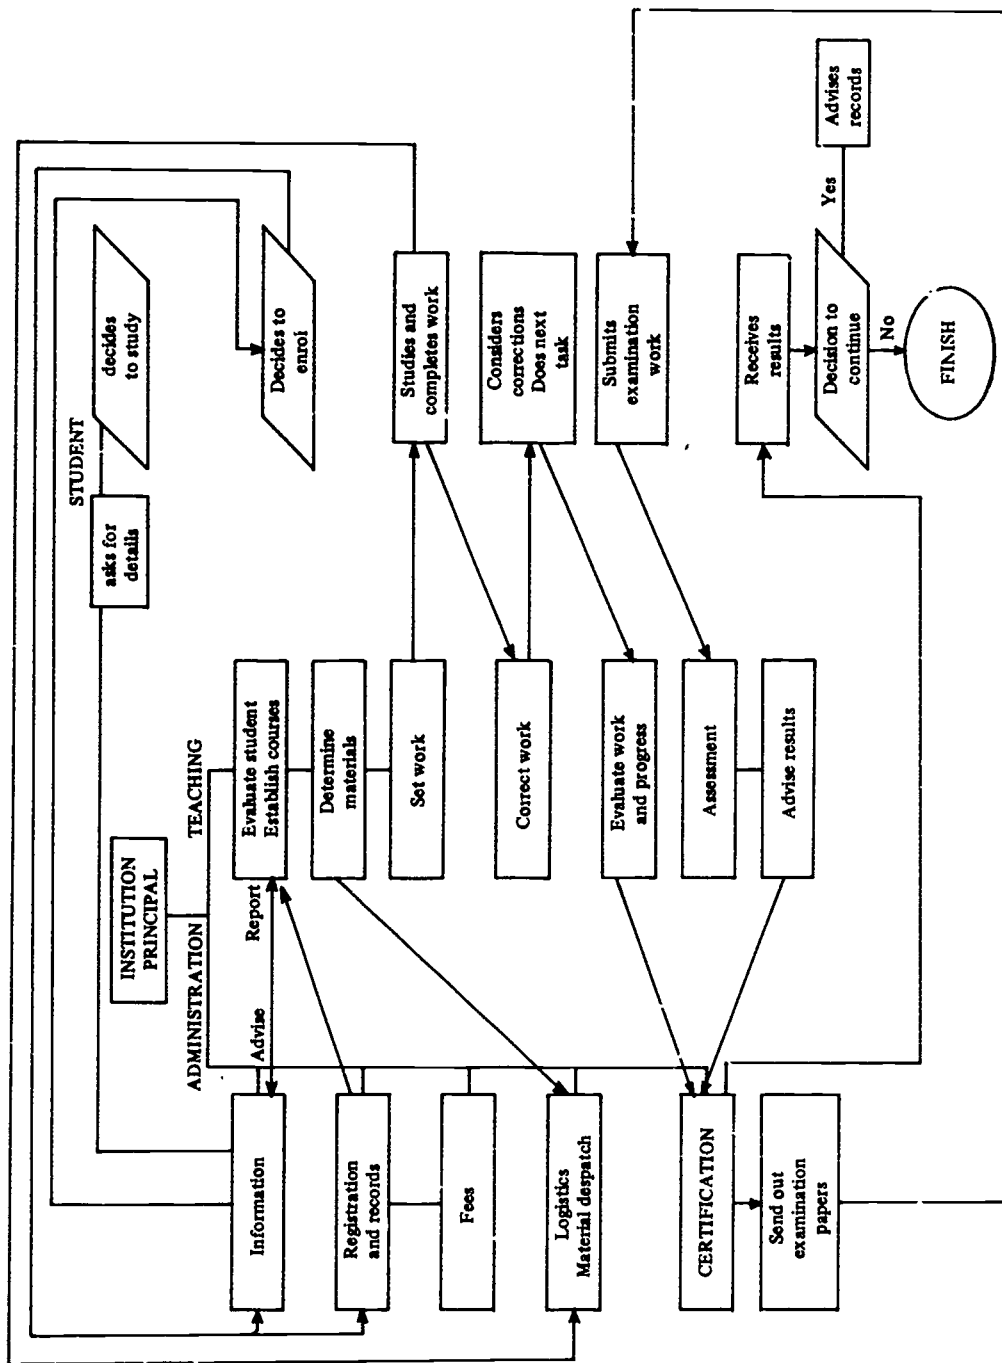 INSTITUTION
PRINCIPAL
ADMINISTRATION
TEACHING
STUDENT
decides
to study
asks for
details
Information
Advise
Report
Evaluate student
Establish courses
Decides to
enrol
Registration
and records
Determine
materials
Fees
Set work
Studies and
completes work
Logistics
Material despatch
Correct work
Considers
corrections
Does next
task
Evaluate work
and progress
Submits
examination
work
CERTIFICATION
Assessment
Send out
examination
papers
Advise results
Receives
results
Decision to
continue
Yes
Advises
records
No
FINISH